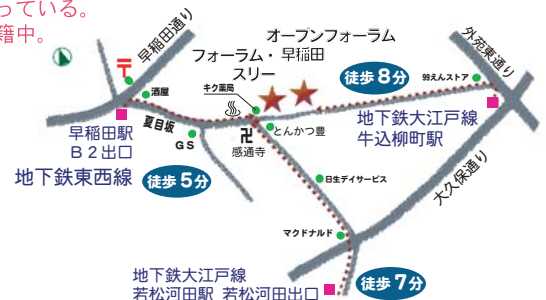 っている。
籍中。
早稲田通り
オープンフォーラム
フォーラム・早稲田
スリー
外苑東通り
徒歩8分
99えんストア
酒屋
キク薬局
早稲田駅
B2出口
夏目坂
GS
感通寺
とんかつ豊
地下鉄大江戸線
牛込柳町駅
地下鉄東西線
徒歩5分
日生デイサービス
大久保通り
マクドナルド
地下鉄大江戸線
若松河田駅 若松河田出口
徒歩7分